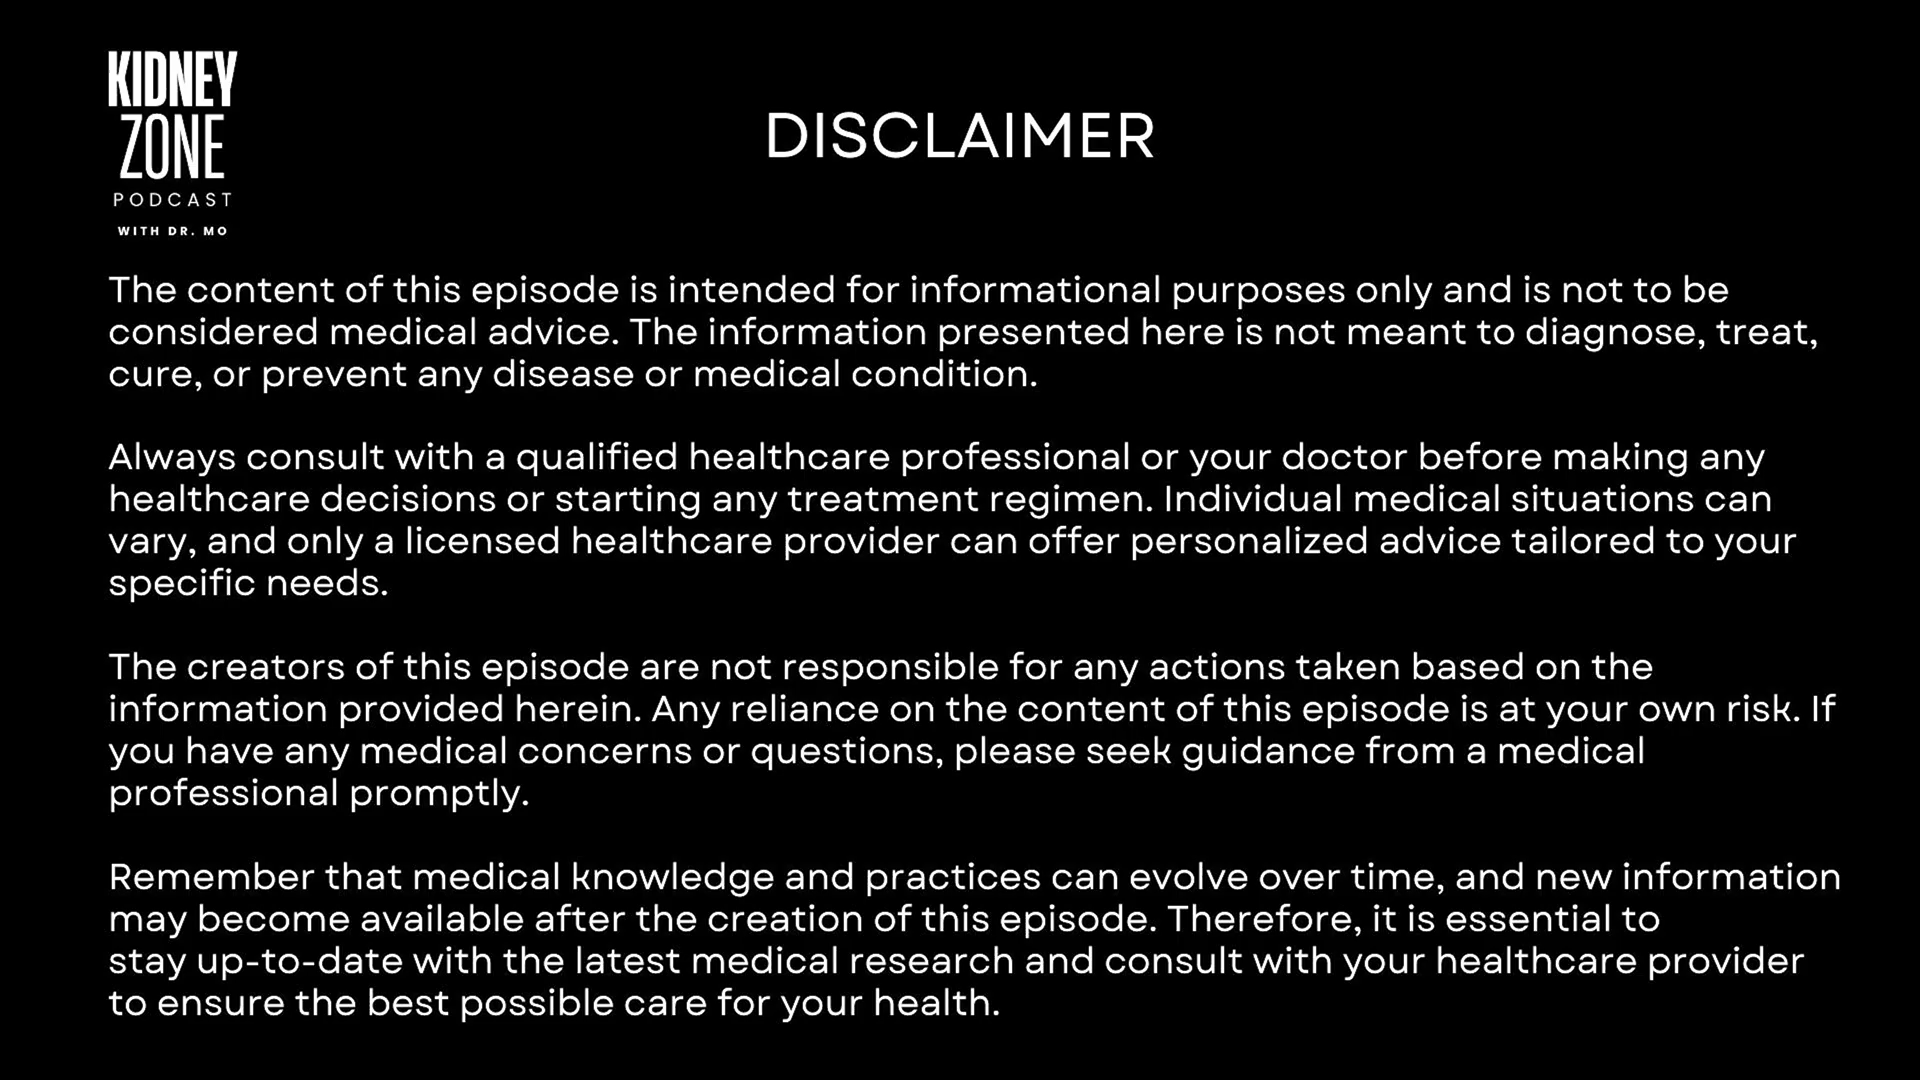 KIDNEY
ZONE
PODCAST
WITH DR. MO
DISCLAIMER
The content of this episode is intended for informational purposes only and is not to be
considered medical advice. The information presented here is not meant to diagnose, treat,
cure, or prevent any disease or medical condition.
Always consult with a qualified healthcare professional or your doctor before making any
healthcare decisions or starting any treatment regimen. Individual medical situations can
vary, and only a licensed healthcare provider can offer personalized advice tailored to your
specific needs.
The creators of this episode are not responsible for any actions taken based on the
information provided herein. Any reliance on the content of this episode is at your own risk. If
you have any medical concerns or questions, please seek guidance from a medical
professional promptly.
Remember that medical knowledge and practices can evolve over time, and new information
may become available after the creation of this episode. Therefore, it is essential to
stay up-to-date with the latest medical research and consult with your healthcare provider
to ensure the best possible care for your health.